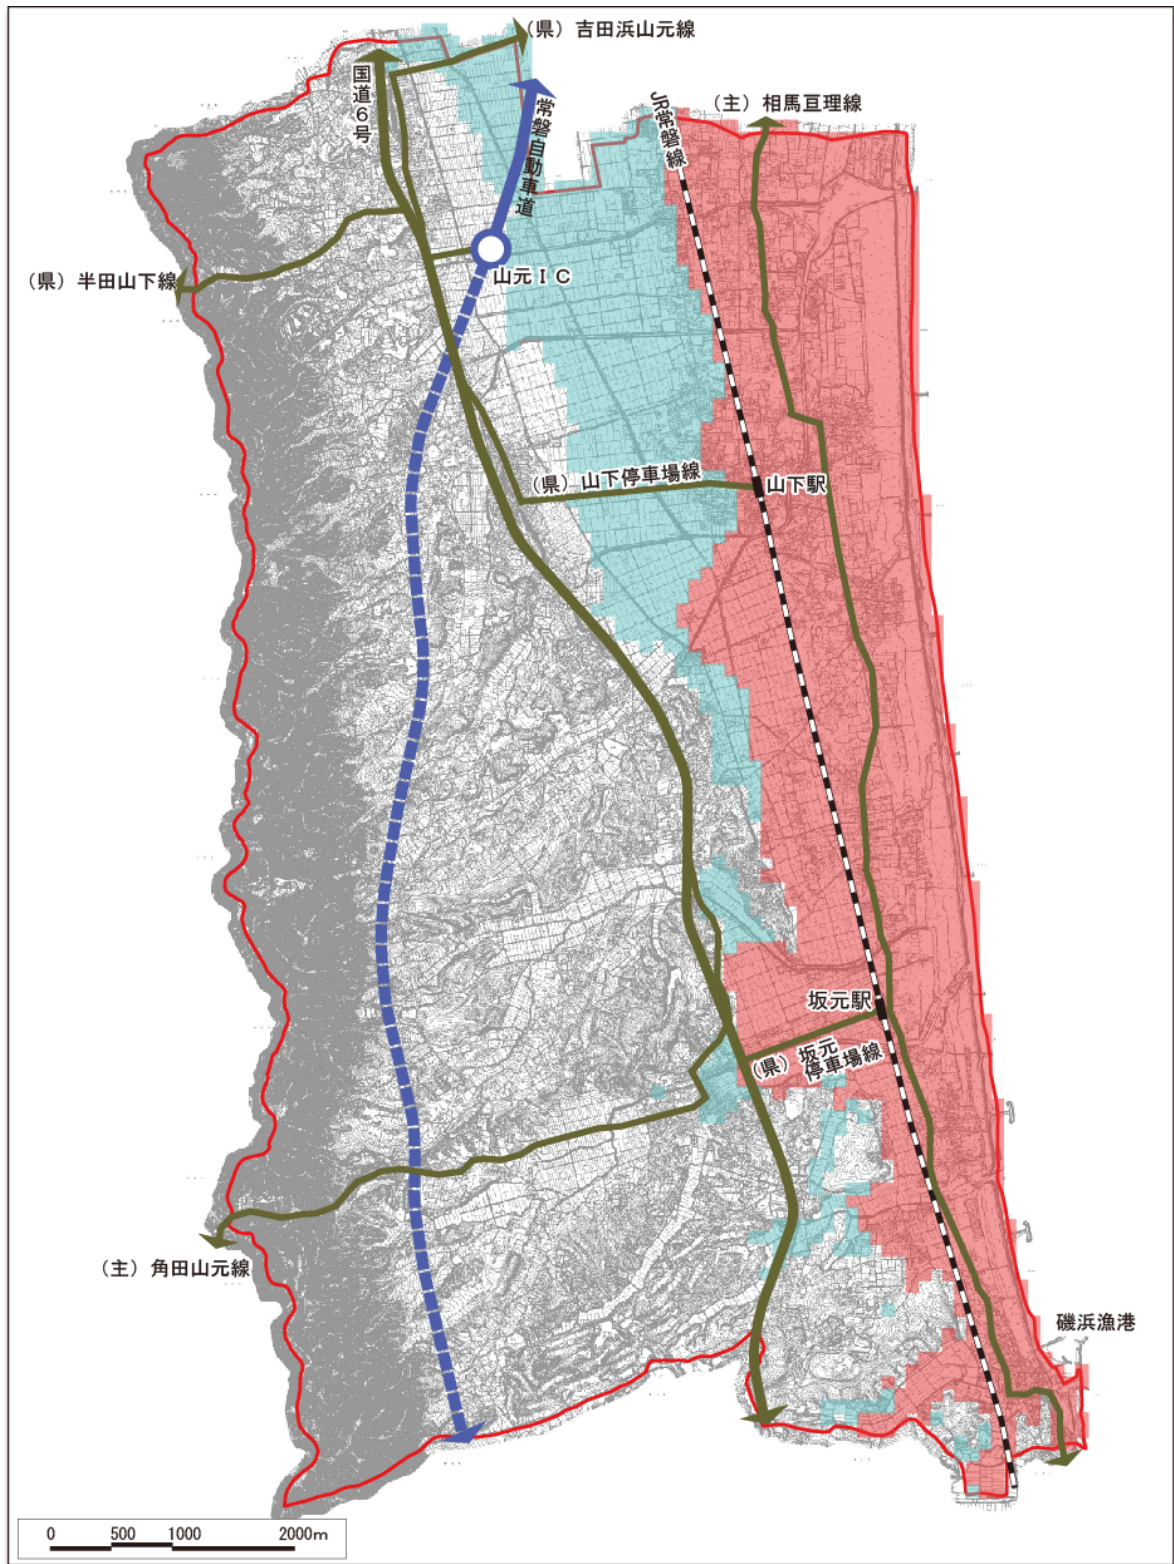 （県）吉田浜山元線
国道６号
常磐自動車道
JR常磐線
（主）相馬亘理線
（県）半田山下線
山元ＩＣ
（県）山下停車場線
山下駅
坂元駅
（県）坂元
停車場線
（主）角田山元線
磯浜漁港
0 500 1000 2000m